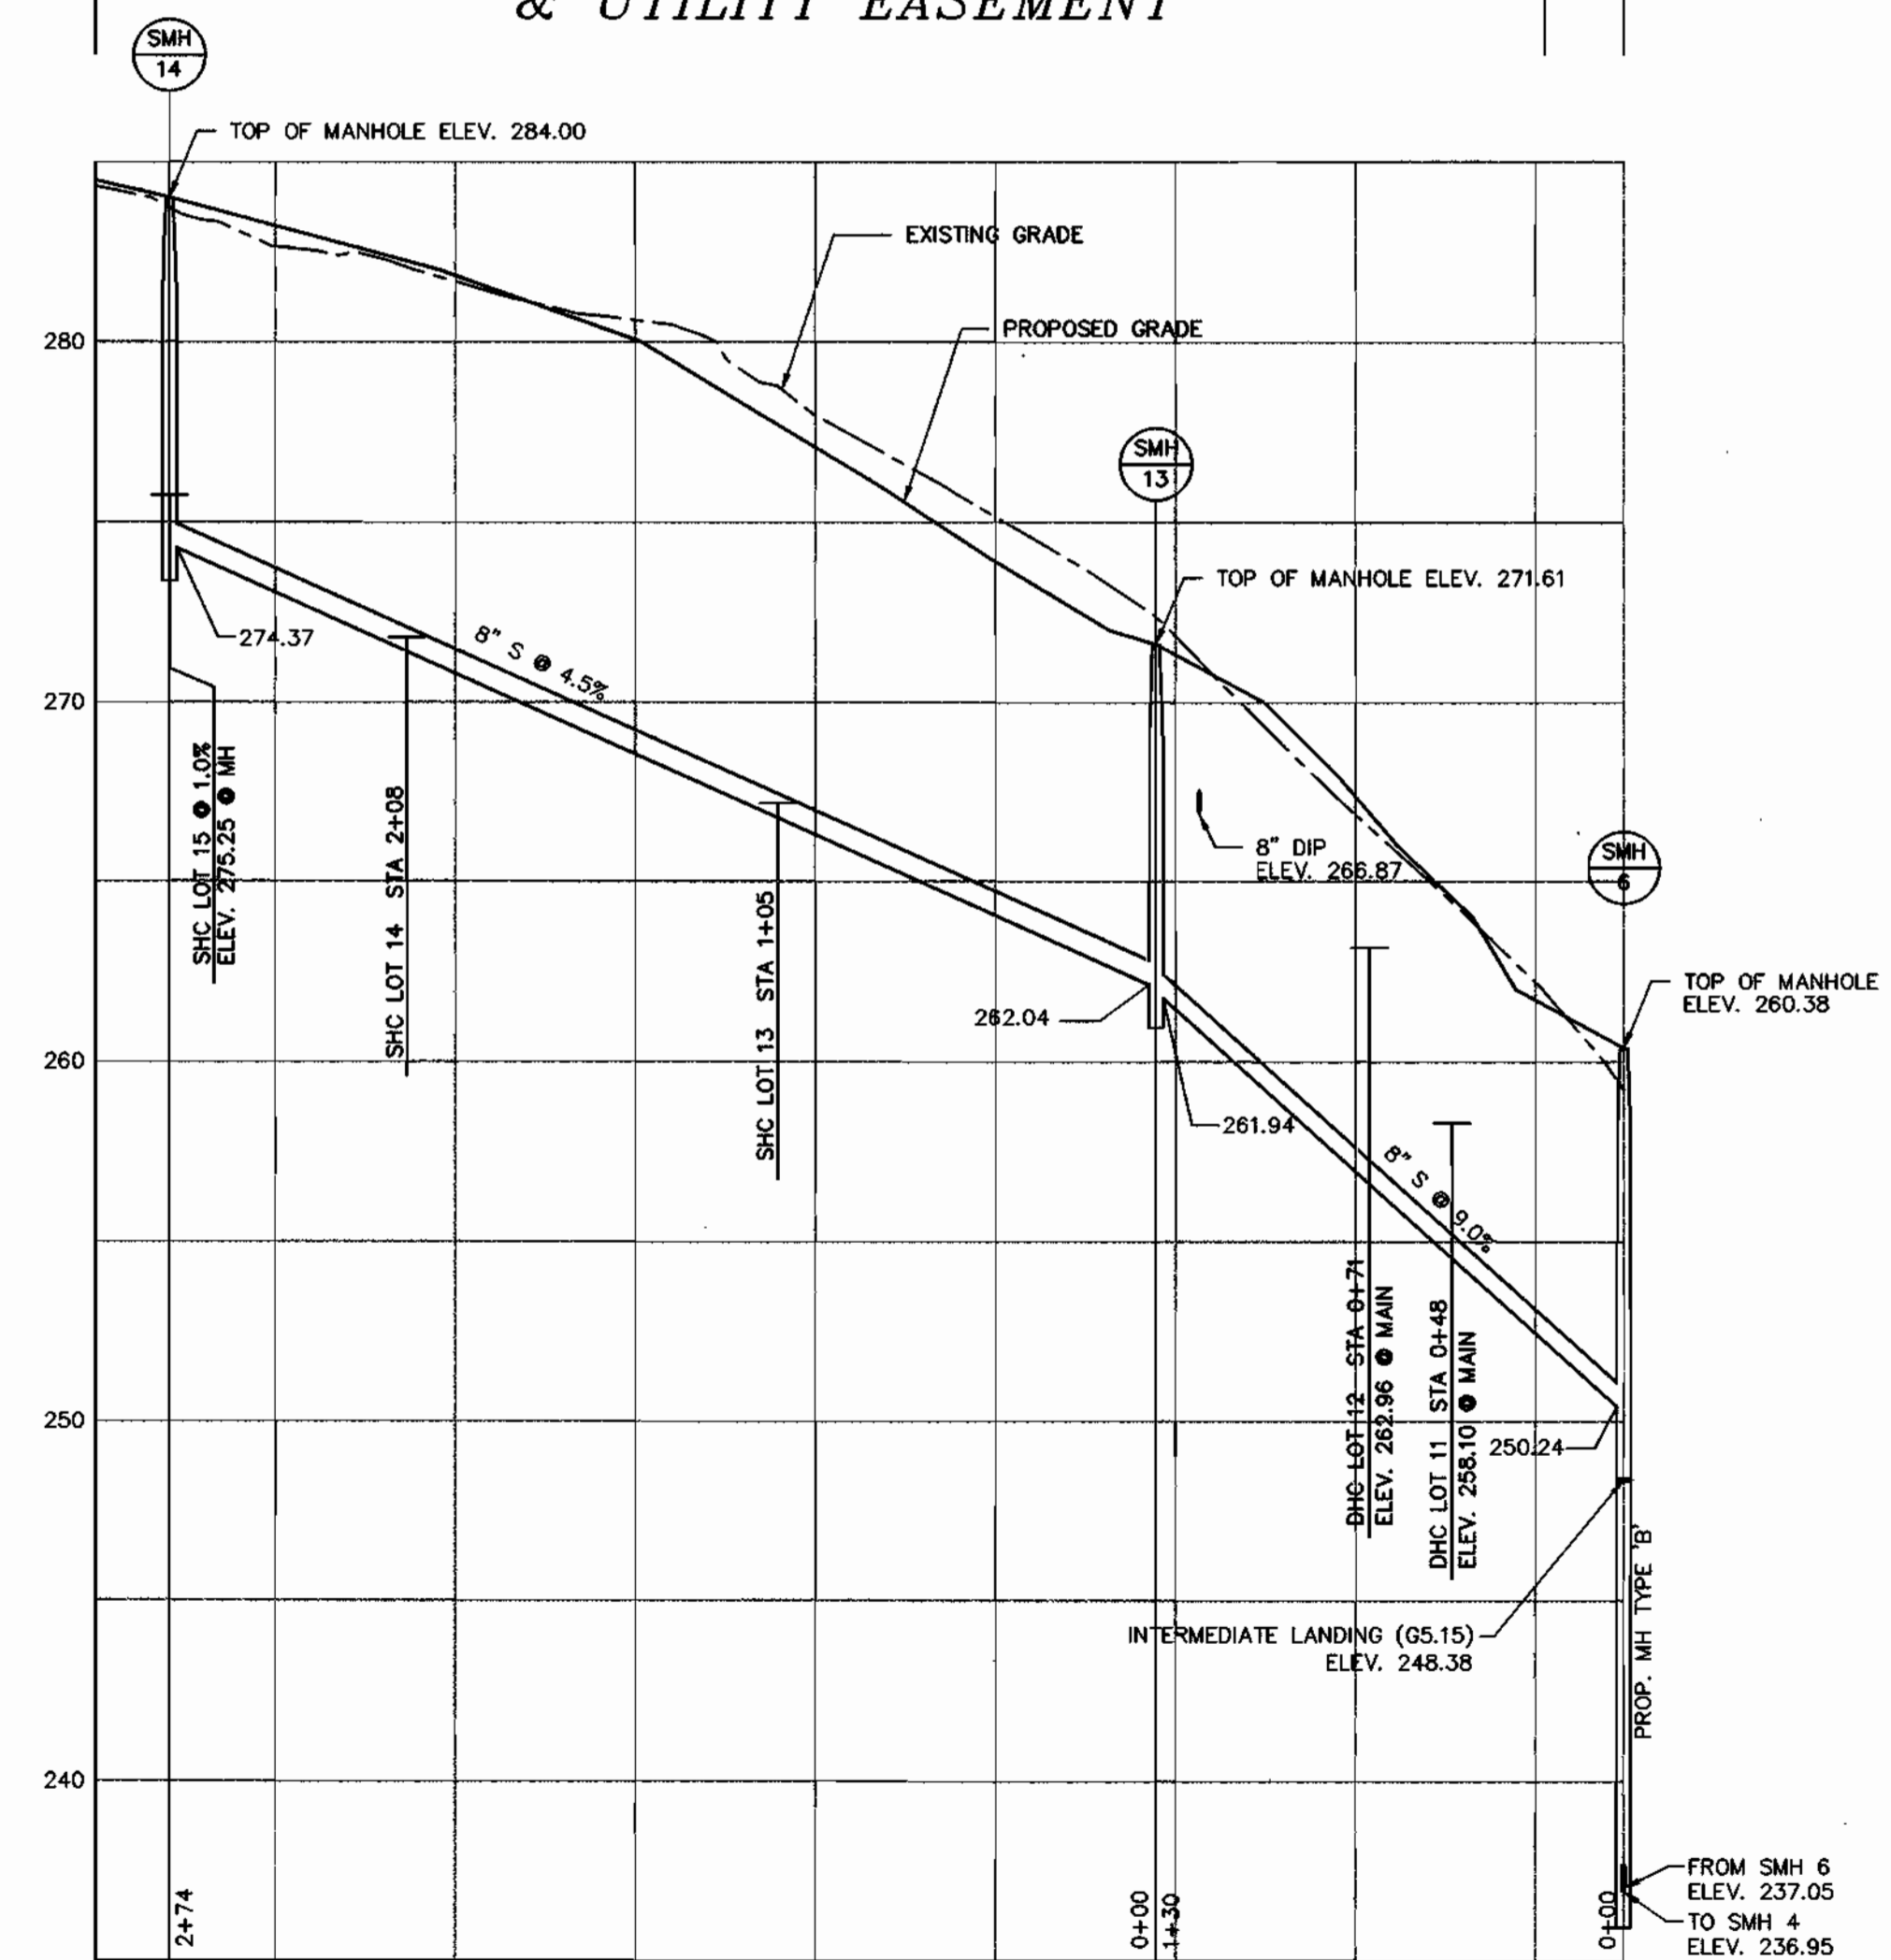 & UTILITY EASEMENT
SMH
14
TOP OF MANHOLE ELEV. 284.00
EXISTING GRADE
PROPOSED GRADE
280
SMH
13
TOP OF MANHOLE ELEV. 271.61
274.37
8" S @ 4.5%
270
SHC LOT 15 @ 1.0%
ELEV. 275.25 @ MH
SHC LOT 14 STA 2+08
SHC LOT 13 STA 1+05
8" DIP
ELEV. 266.87
SMH
6
TOP OF MANHOLE
ELEV. 260.38
262.04
260
261.94
8" S @ 9.0%
DHC LOT 12 STA 0+71
ELEV. 262.96 @ MAIN
DHC LOT 11 STA 0+48
ELEV. 258.10 @ MAIN
250
250.24
INTERMEDIATE LANDING (G5.15)
ELEV. 248.38
PROP. MH TYPE 'B'
240
FROM SMH 6
ELEV. 237.05
TO SMH 4
ELEV. 236.95
2+74
0+00
1+30
0+00